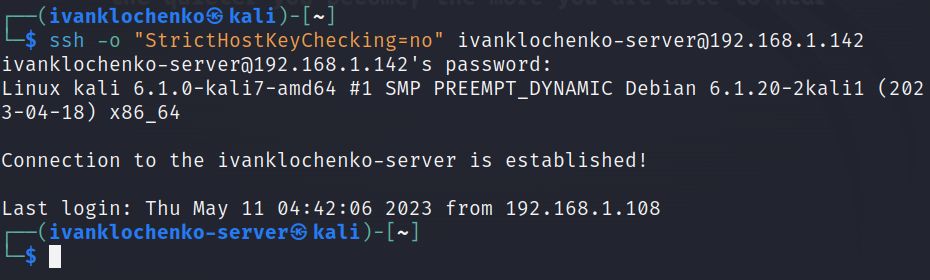 ┌──(ivanklochenko㉿kali)-[~]
└─$ ssh -o "StrictHostKeyChecking=no" ivanklochenko-server@192.168.1.142
ivanklochenko-server@192.168.1.142's password:
Linux kali 6.1.0-kali7-amd64 #1 SMP PREEMPT_DYNAMIC Debian 6.1.20-2kali1 (202
3-04-18) x86_64
Connection to the ivanklochenko-server is established!
Last login: Thu May 11 04:42:06 2023 from 192.168.1.108
┌──(ivanklochenko-server㉿kali)-[~]
└─$